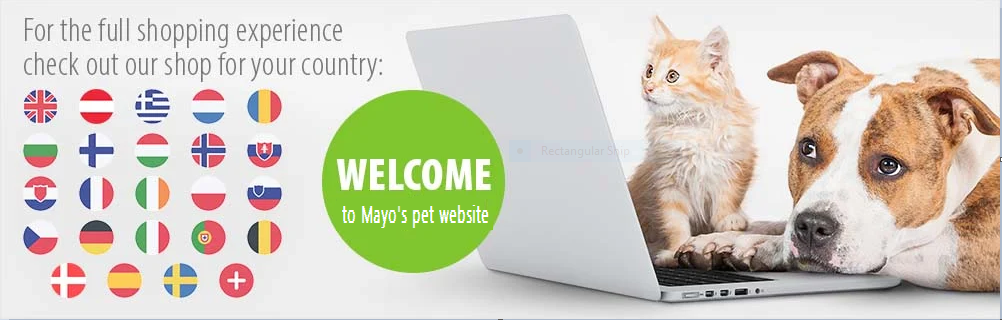 For the full shopping experience
check out our shop for your country:
WELCOME
to Mayo's pet website
Rectangular Snip